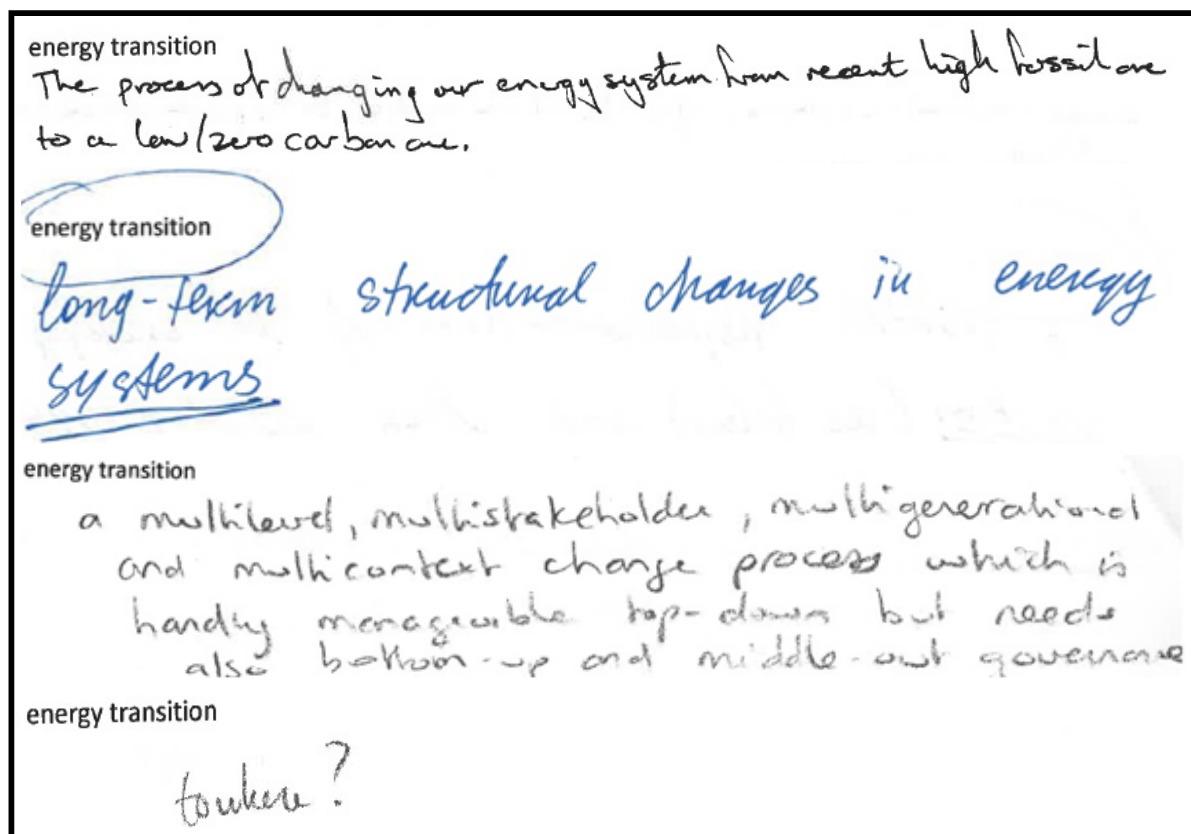 energy transition
The process of changing our energy system from recent high fossil one
to a low/zero carbon one.
energy transition
long-term structural changes in energy
systems
energy transition
a multilevel, multistakeholder, multigenerational
and multicontext change process which is
hardly manageable top-down but needs
also bottom-up and middle-out governance
energy transition
to where?